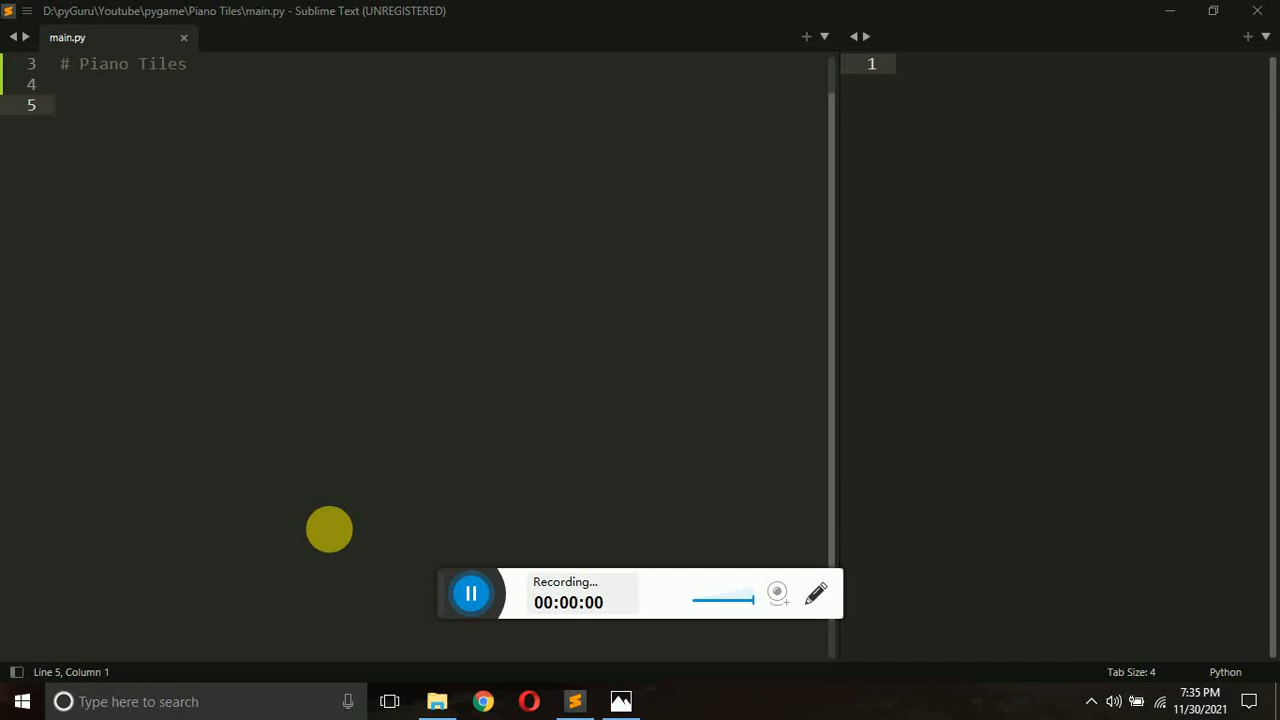 D:\pyGuru\Youtube\pygame\Piano Tiles\main.py - Sublime Text (UNREGISTERED)
main.py
3 # Piano Tiles
4
5
1
Recording...
00:00:00
Line 5, Column 1
Tab Size: 4
Python
Type here to search
7:35 PM
11/30/2021